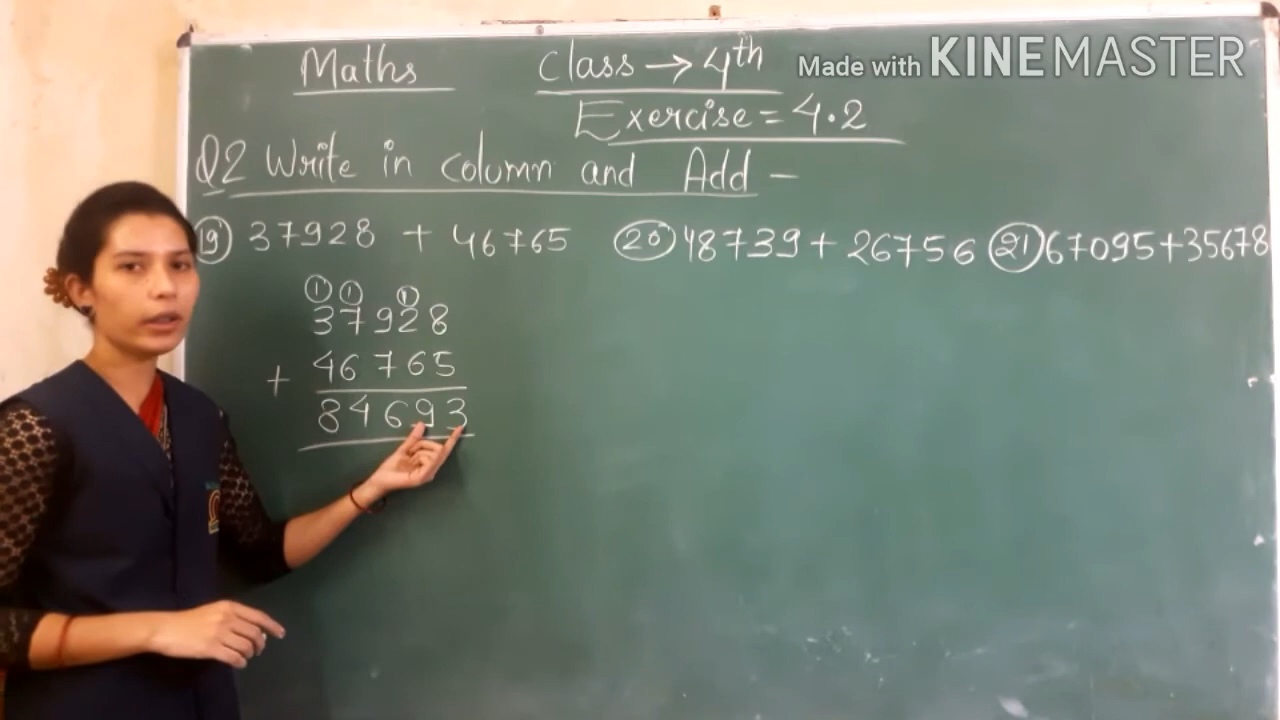 Maths Class → 4th
Made with KINEMASTER
Exercise = 4.2
Q2 Write in column and Add –
19 37928 + 46765 20 48739 + 26756 21 67095+35678
1 1 1
37928
+ 46765
84693